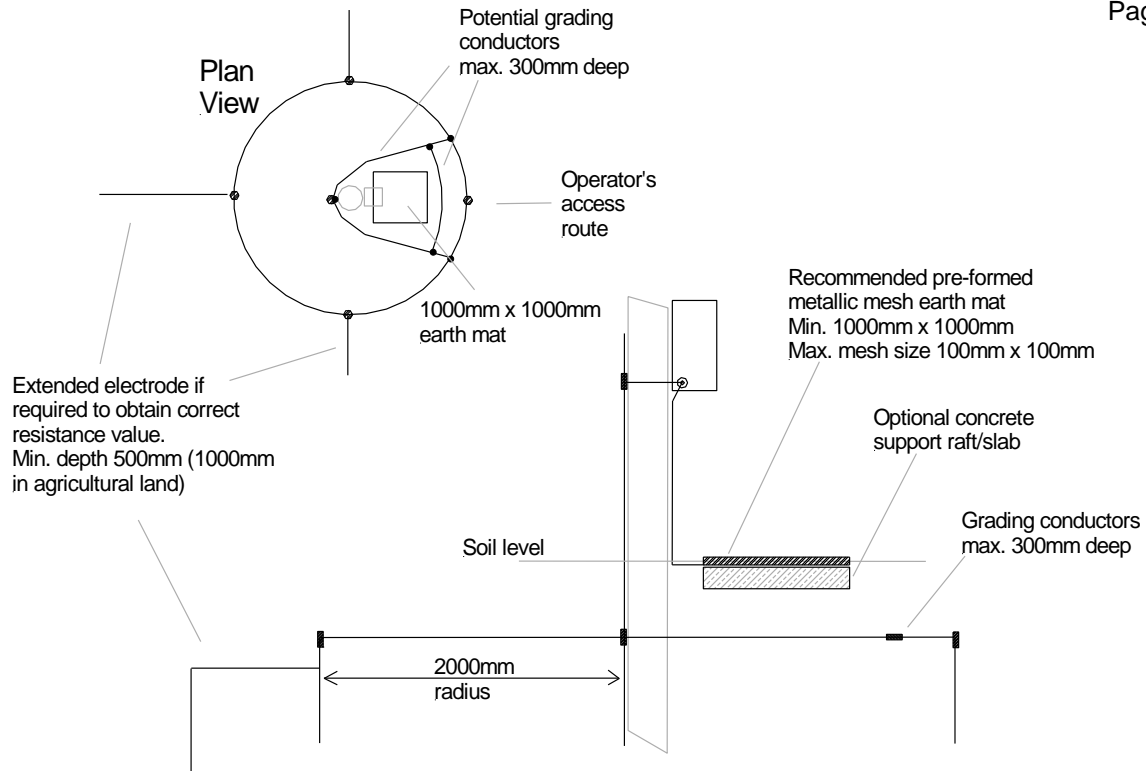 Pag
Potential grading
conductors
max. 300mm deep
Plan
View
Operator's
access
route
1000mm x 1000mm
earth mat
Recommended pre-formed
metallic mesh earth mat
Min. 1000mm x 1000mm
Max. mesh size 100mm x 100mm
Extended electrode if
required to obtain correct
resistance value.
Min. depth 500mm (1000mm
in agricultural land)
Optional concrete
support raft/slab
Soil level
Grading conductors
max. 300mm deep
2000mm
radius